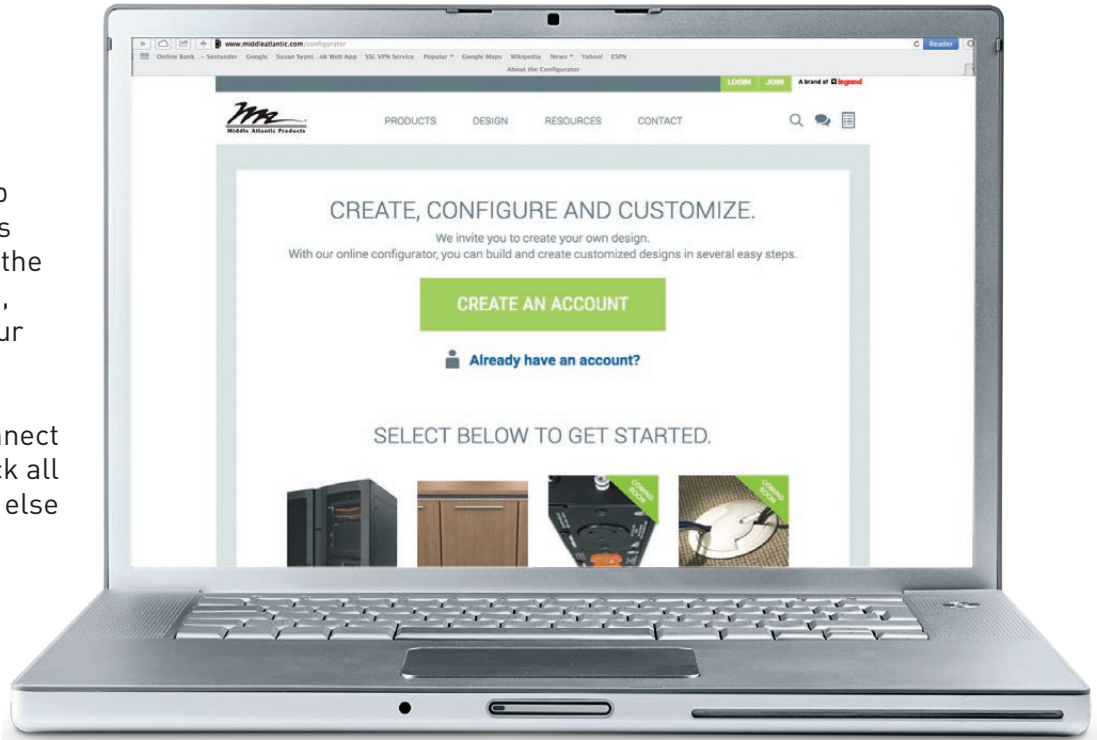 www.middleatlantic.com/configurator
Reader
Online Bank...- Santander Google Susan Sypni...ok Web App SSL VPN Service Popular Google Maps Wikipedia News Yahoo! ESPN
About the Configurator
LOGIN JOIN A brand of legrand
Middle Atlantic Products
PRODUCTS DESIGN RESOURCES CONTACT
CREATE, CONFIGURE AND CUSTOMIZE.
We invite you to create your own design.
With our online configurator, you can build and create customized designs in several easy steps.
CREATE AN ACCOUNT
Already have an account?
SELECT BELOW TO GET STARTED.
COMING SOON
COMING SOON
s
the
,
ur
nnect
ck all
else